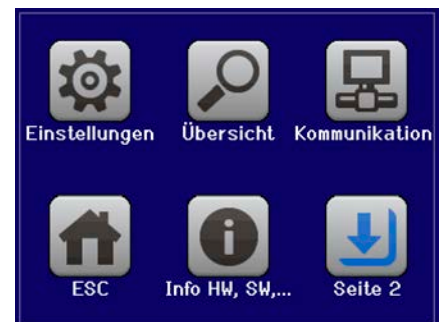 Einstellungen
Übersicht
Kommunikation
ESC
Info HW, SW,...
Seite 2